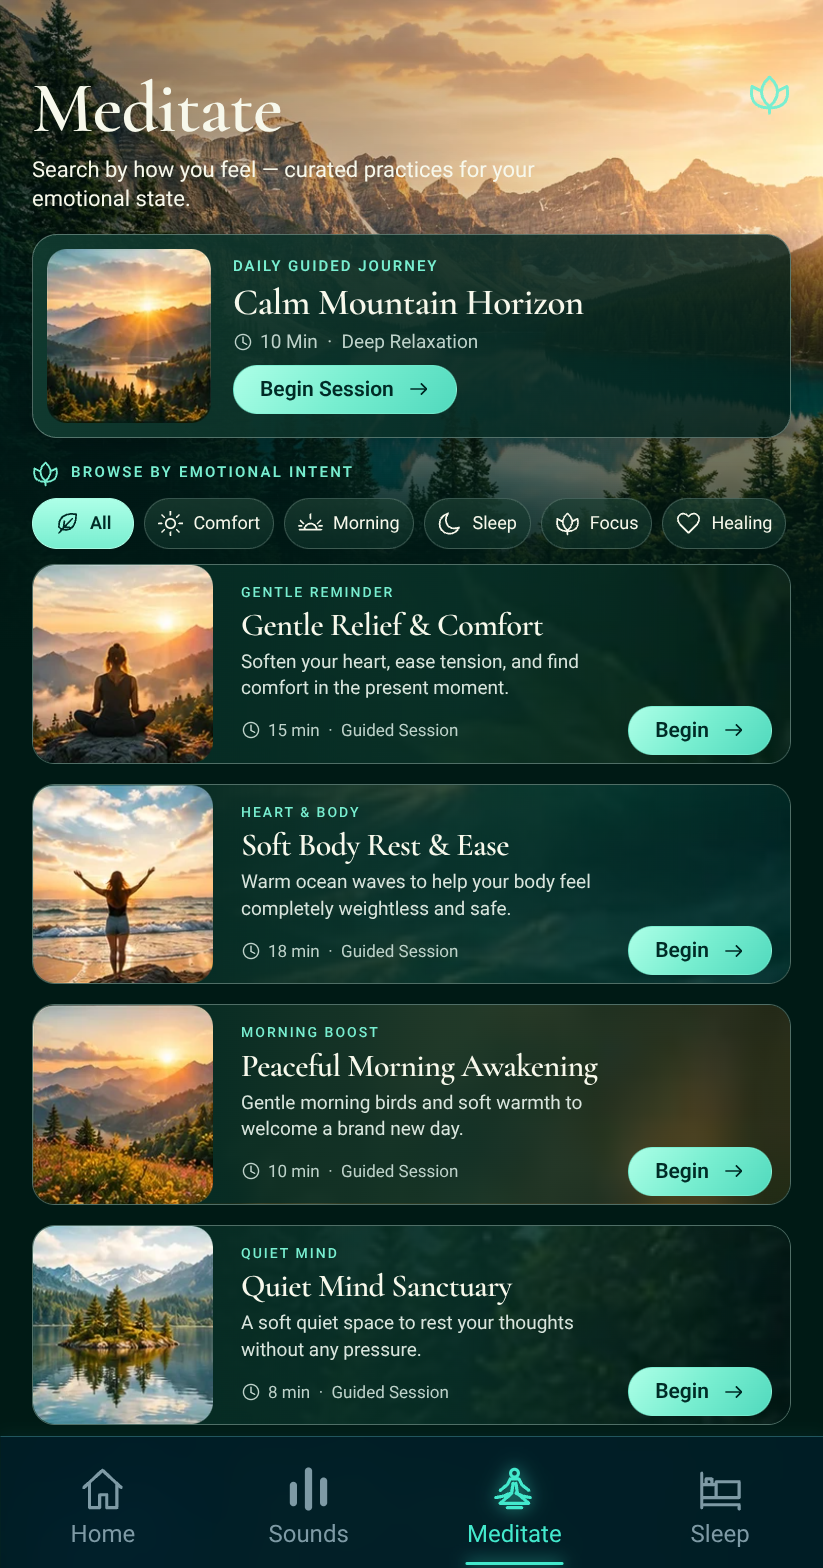 Meditate
Search by how you feel — curated practices for your
emotional state.
DAILY GUIDED JOURNEY
Calm Mountain Horizon
10 Min · Deep Relaxation
Begin Session →
BROWSE BY EMOTIONAL INTENT
All Comfort Morning Sleep Focus Healing
GENTLE REMINDER
Gentle Relief & Comfort
Soften your heart, ease tension, and find
comfort in the present moment.
15 min · Guided Session
Begin →
HEART & BODY
Soft Body Rest & Ease
Warm ocean waves to help your body feel
completely weightless and safe.
18 min · Guided Session
Begin →
MORNING BOOST
Peaceful Morning Awakening
Gentle morning birds and soft warmth to
welcome a brand new day.
10 min · Guided Session
Begin →
QUIET MIND
Quiet Mind Sanctuary
A soft quiet space to rest your thoughts
without any pressure.
8 min · Guided Session
Begin →
Home Sounds Meditate Sleep